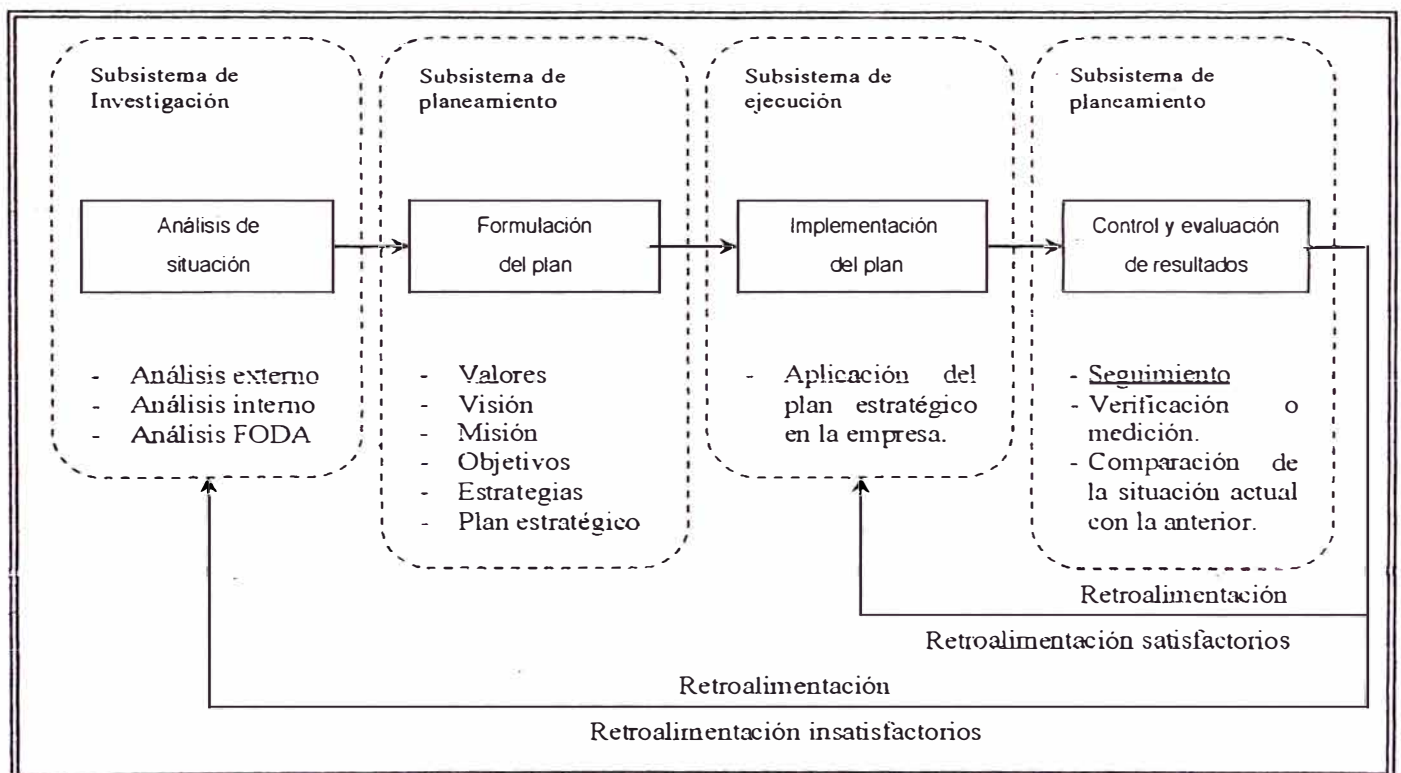 Subsistema de
Investigación
Análisis de
situación
- Análisis externo
- Análisis interno
- Análisis FODA
Subsistema de
planeamiento
Formulación
del plan
- Valores
- Visión
- Misión
- Objetivos
- Estrategias
- Plan estratégico
Subsistema de
ejecución
Implementación
del plan
- Aplicación del
plan estratégico
en la empresa.
Subsistema de
planeamiento
Control y evaluación
de resultados
- Seguimiento
- Verificación o
medición.
- Comparación de
la situación actual
con la anterior.
Retroalimentación
Retroalimentación satisfactorios
Retroalimentación
Retroalimentación insatisfactorios